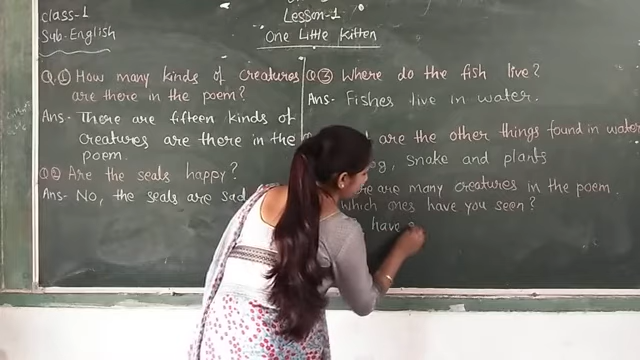 class-1
Sub-English
Lesson-1
One Little kitten
Q.① How many kinds of creatures
are there in the poem?
Ans- There are fifteen kinds of
creatures are there in the
poem.
Q② Are the seals happy?
Ans- No, the seals are sad
Q③ Where do the fish live?
Ans- Fishes live in water.
are the other things found in water
snake and plants
are many creatures in the poem.
which ones have you seen?
have